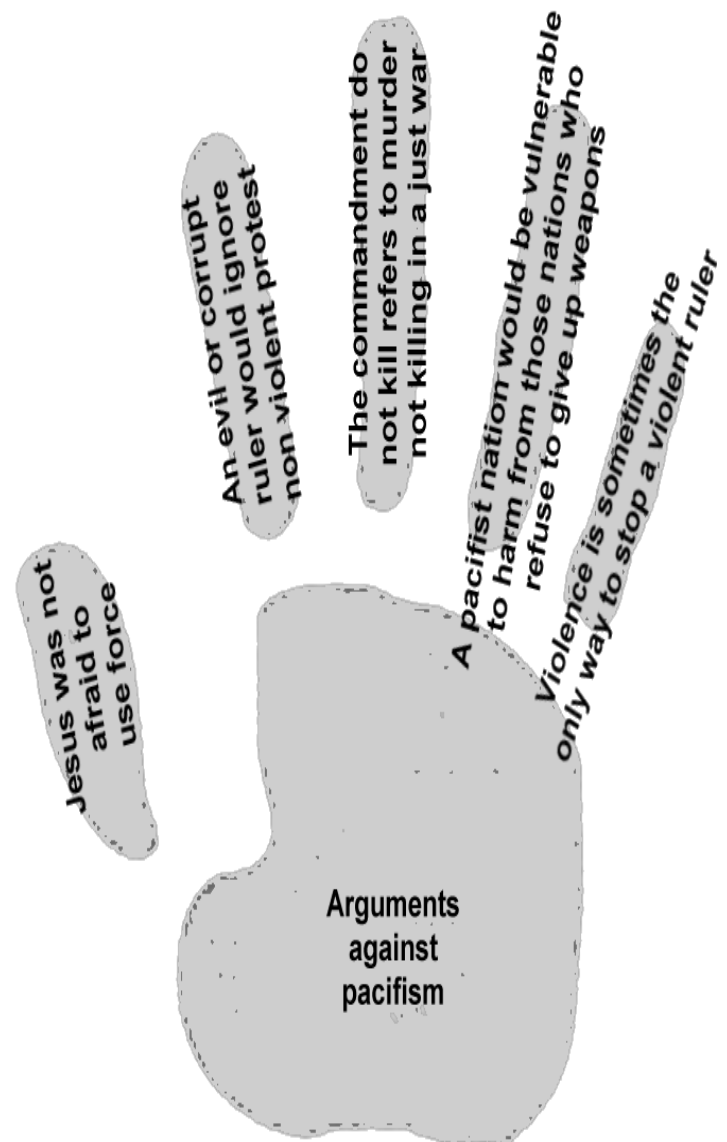 Jesus was not
afraid to
use force
An evil or corrupt
ruler would ignore
non violent protest
The commandment do
not kill refers to murder
not killing in a just war
A pacifist nation would be vulnerable
to harm from those nations who
refuse to give up weapons
Violence is sometimes the
only way to stop a violent ruler
Arguments
against
pacifism